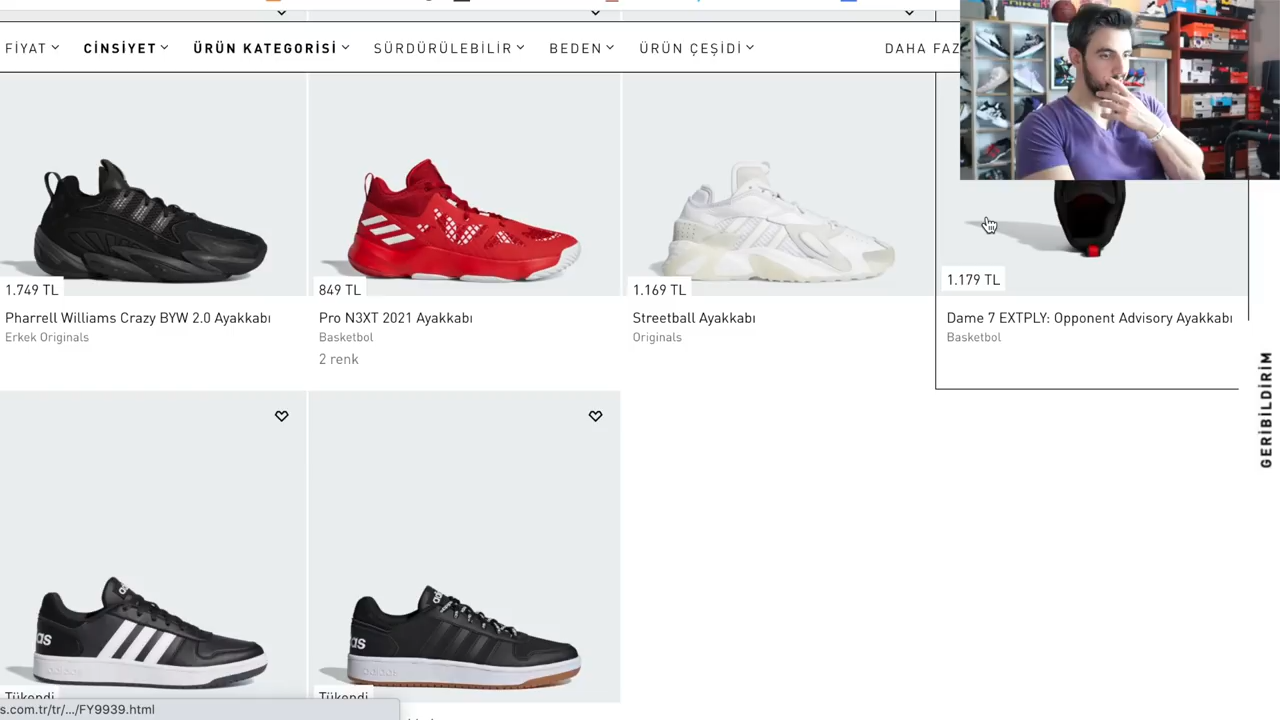 FİYAT CİNSİYET ÜRÜN KATEGORİSİ SÜRDÜRÜLEBİLİR BEDEN ÜRÜN ÇEŞİDİ DAHA FAZ
1.749 TL
849 TL
1.169 TL
1.179 TL
Pharrell Williams Crazy BYW 2.0 Ayakkabı
Erkek Originals
Pro N3XT 2021 Ayakkabı
Basketbol
2 renk
Streetball Ayakkabı
Originals
Dame 7 EXTPLY: Opponent Advisory Ayakkabı
Basketbol
GERİBİLDİRİM
Tükendi
Tükendi
s.com.tr/tr/.../FY9939.html